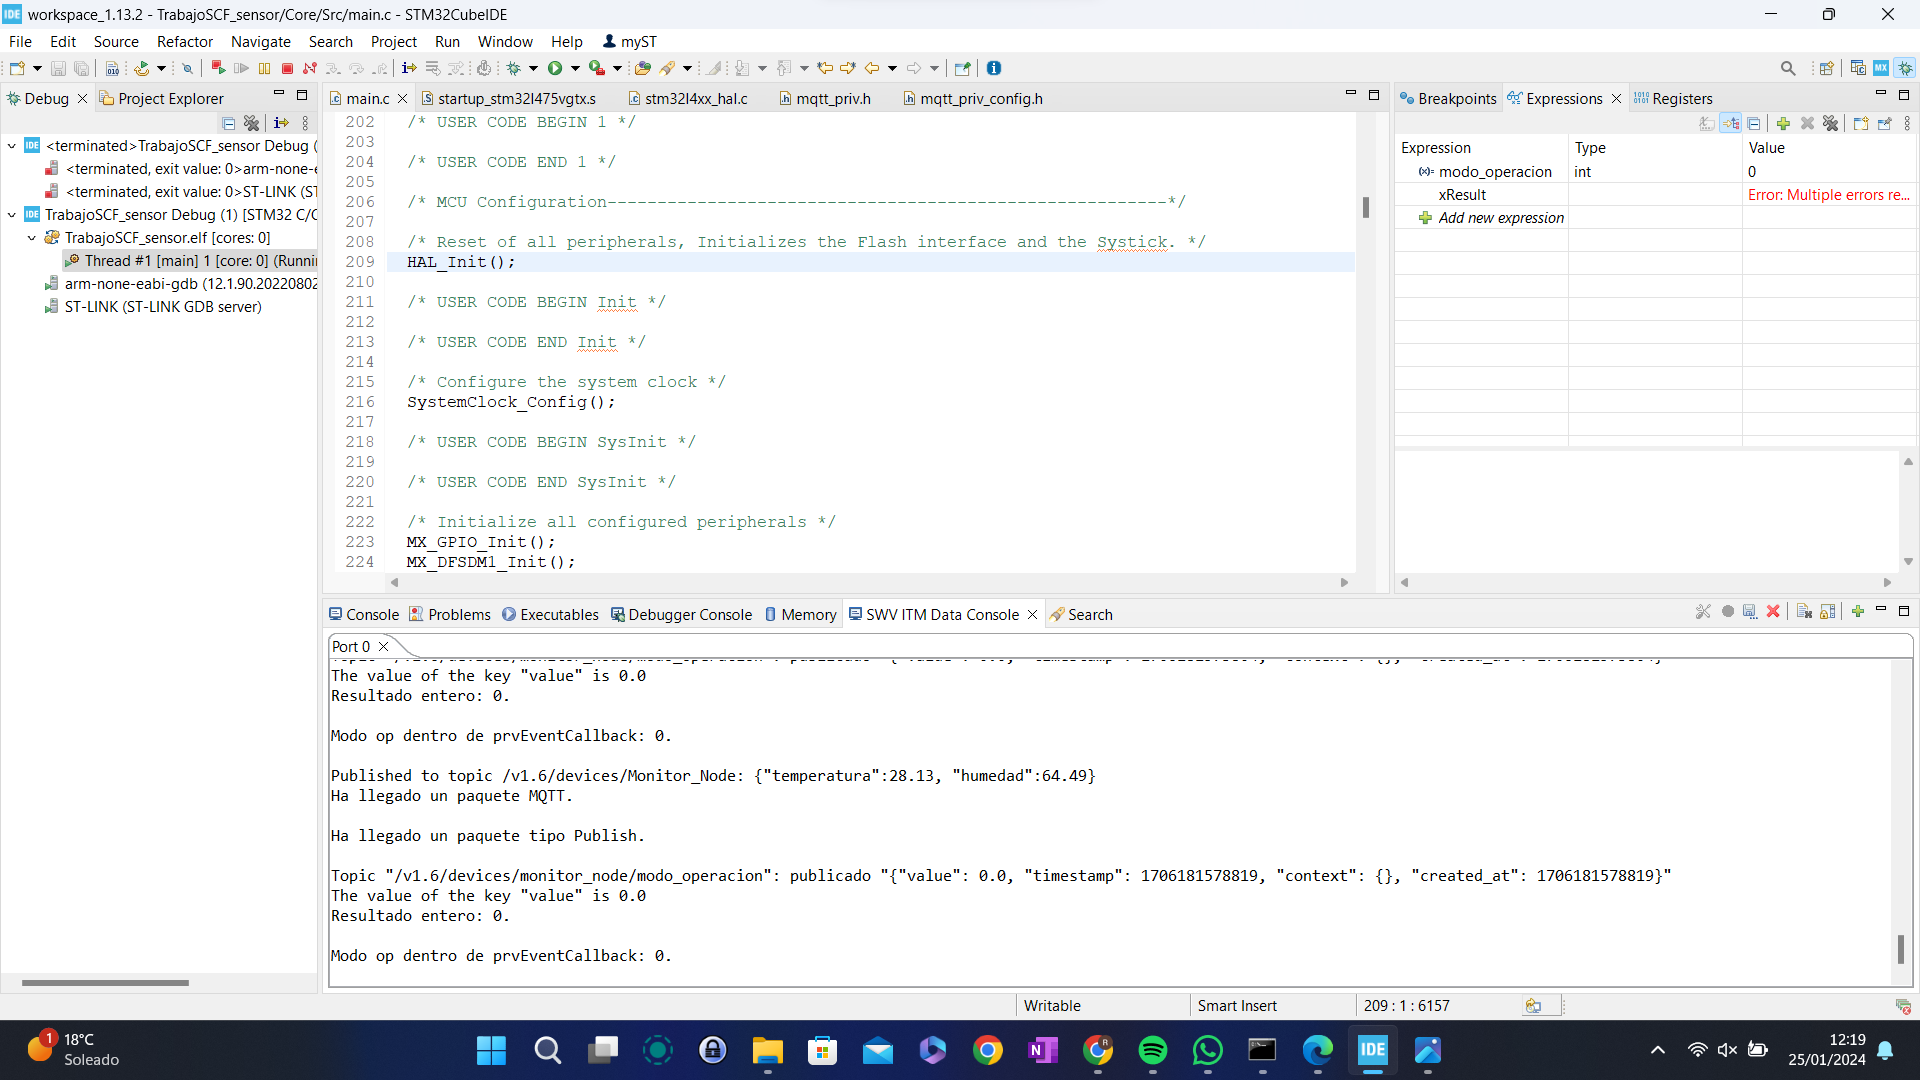 IDE workspace_1.13.2 - TrabajoSCF_sensor/Core/Src/main.c - STM32CubeIDE
File Edit Source Refactor Navigate Search Project Run Window Help myST
Debug Project Explorer
<terminated>TrabajoSCF_sensor Debug (
<terminated, exit value: 0>arm-none-e
<terminated, exit value: 0>ST-LINK (ST
TrabajoSCF_sensor Debug (1) [STM32 C/C
TrabajoSCF_sensor.elf [cores: 0]
Thread #1 [main] 1 [core: 0] (Runni
arm-none-eabi-gdb (12.1.90.20220802
ST-LINK (ST-LINK GDB server)
main.c startup_stm32l475vgtx.s stm32l4xx_hal.c mqtt_priv.h mqtt_priv_config.h
202 /* USER CODE BEGIN 1 */
203
204 /* USER CODE END 1 */
205
206 /* MCU Configuration--------------------------------------------------------*/
207
208 /* Reset of all peripherals, Initializes the Flash interface and the Systick. */
209 HAL_Init();
210
211 /* USER CODE BEGIN Init */
212
213 /* USER CODE END Init */
214
215 /* Configure the system clock */
216 SystemClock_Config();
217
218 /* USER CODE BEGIN SysInit */
219
220 /* USER CODE END SysInit */
221
222 /* Initialize all configured peripherals */
223 MX_GPIO_Init();
224 MX_DFSDM1_Init();
Breakpoints Expressions Registers
Expression Type Value
modo_operacion int 0
xResult Error: Multiple errors re...
Add new expression
Console Problems Executables Debugger Console Memory SWV ITM Data Console Search
Port 0
The value of the key "value" is 0.0
Resultado entero: 0.
Modo op dentro de prvEventCallback: 0.
Published to topic /v1.6/devices/Monitor_Node: {"temperatura":28.13, "humedad":64.49}
Ha llegado un paquete MQTT.
Ha llegado un paquete tipo Publish.
Topic "/v1.6/devices/monitor_node/modo_operacion": publicado "{"value": 0.0, "timestamp": 1706181578819, "context": {}, "created_at": 1706181578819}"
The value of the key "value" is 0.0
Resultado entero: 0.
Modo op dentro de prvEventCallback: 0.
Writable Smart Insert 209 : 1 : 6157
1 18°C
Soleado
IDE
12:19
25/01/2024